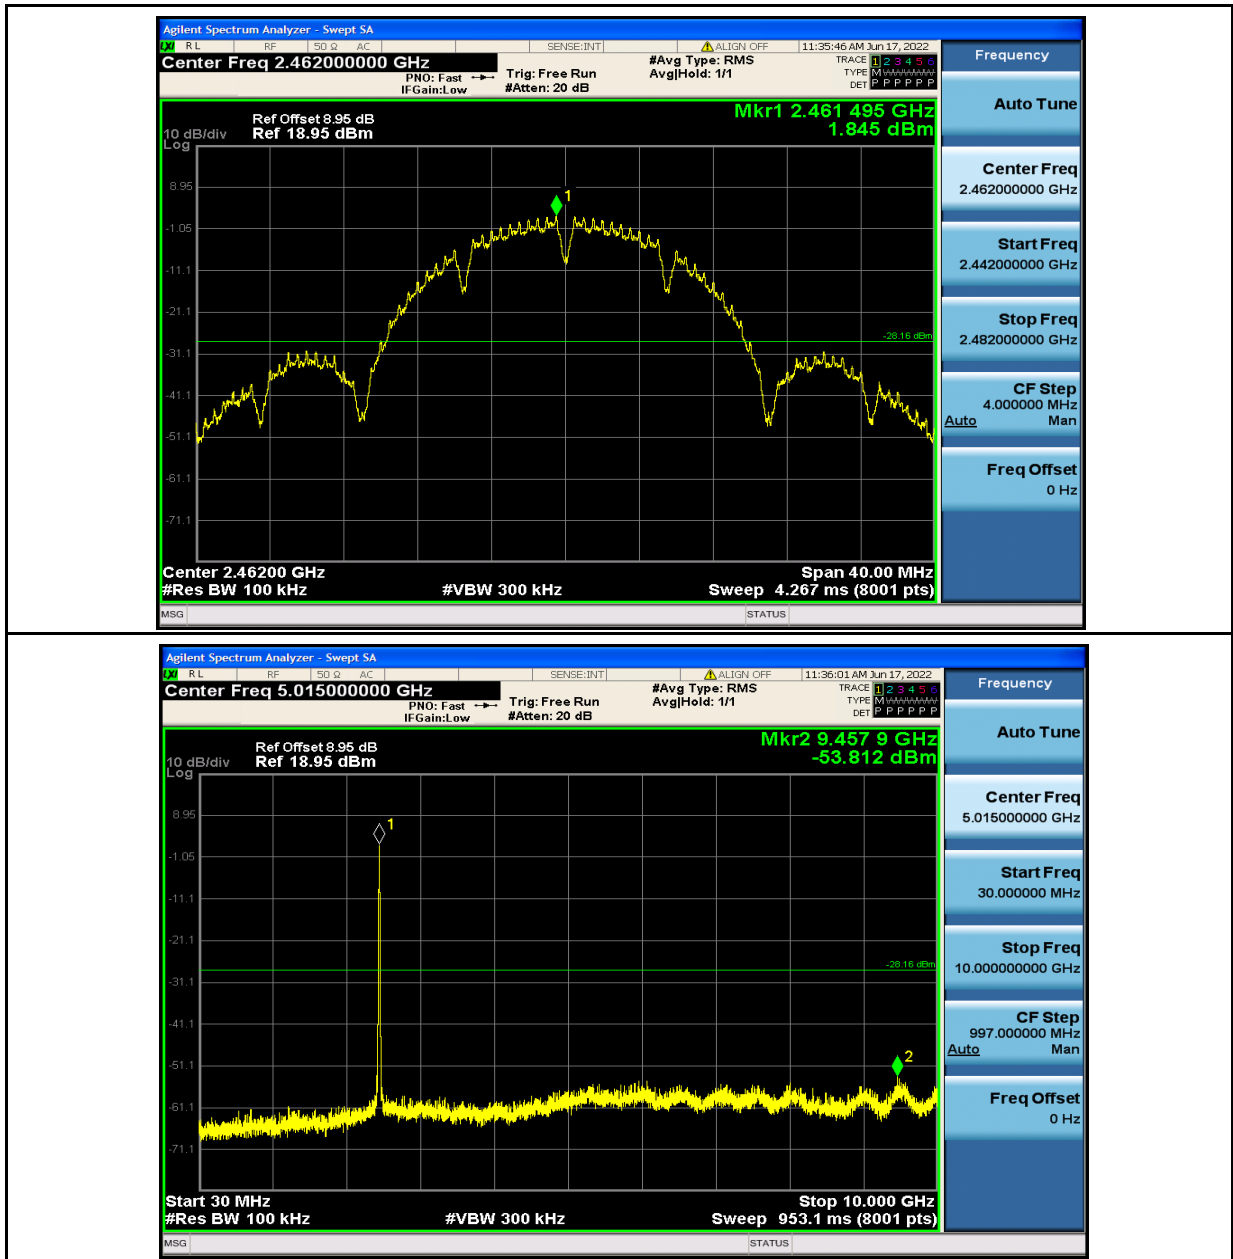 Agilent Spectrum Analyzer - Swept SA
LXI RL RF 50 Ω AC SENSE:INT ALIGN OFF 11:35:46 AM Jun 17, 2022
Center Freq 2.462000000 GHz
PNO: Fast
IFGain:Low
Trig: Free Run
#Atten: 20 dB
#Avg Type: RMS
Avg|Hold: 1/1
TRACE 1 2 3 4 5 6
TYPE M WWWWW
DET P P P P P P
Mkr1 2.461 495 GHz
1.845 dBm
Ref Offset 8.95 dB
10 dB/div Ref 18.95 dBm
Log
8.95
-1.05
-11.1
-21.1
-31.1
-41.1
-51.1
-61.1
-71.1
1
-28.16 dBm
Center 2.46200 GHz Span 40.00 MHz
#Res BW 100 kHz #VBW 300 kHz Sweep 4.267 ms (8001 pts)
MSG STATUS
Frequency
Auto Tune
Center Freq
2.462000000 GHz
Start Freq
2.442000000 GHz
Stop Freq
2.482000000 GHz
CF Step
4.000000 MHz
Auto Man
Freq Offset
0 Hz
Agilent Spectrum Analyzer - Swept SA
LXI RL RF 50 Ω AC SENSE:INT ALIGN OFF 11:36:01 AM Jun 17, 2022
Center Freq 5.015000000 GHz
PNO: Fast
IFGain:Low
Trig: Free Run
#Atten: 20 dB
#Avg Type: RMS
Avg|Hold: 1/1
TRACE 1 2 3 4 5 6
TYPE M WWWWW
DET P P P P P P
Mkr2 9.457 9 GHz
-53.812 dBm
Ref Offset 8.95 dB
10 dB/div Ref 18.95 dBm
Log
8.95
-1.05
-11.1
-21.1
-31.1
-41.1
-51.1
-61.1
-71.1
1
-28.16 dBm
2
Start 30 MHz Stop 10.000 GHz
#Res BW 100 kHz #VBW 300 kHz Sweep 953.1 ms (8001 pts)
MSG STATUS
Frequency
Auto Tune
Center Freq
5.015000000 GHz
Start Freq
30.000000 MHz
Stop Freq
10.000000000 GHz
CF Step
997.000000 MHz
Auto Man
Freq Offset
0 Hz